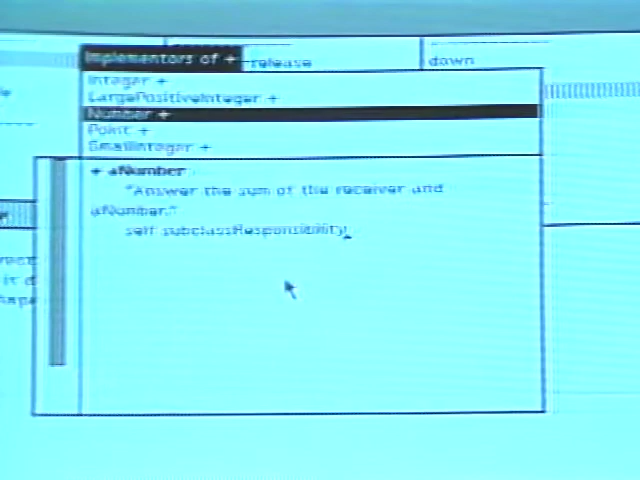 Implementors of +
release
down
Integer +
LargePositiveInteger +
Number +
Point +
SmallInteger +
+ aNumber
"Answer the sum of the receiver and
aNumber."
self subclassResponsibility